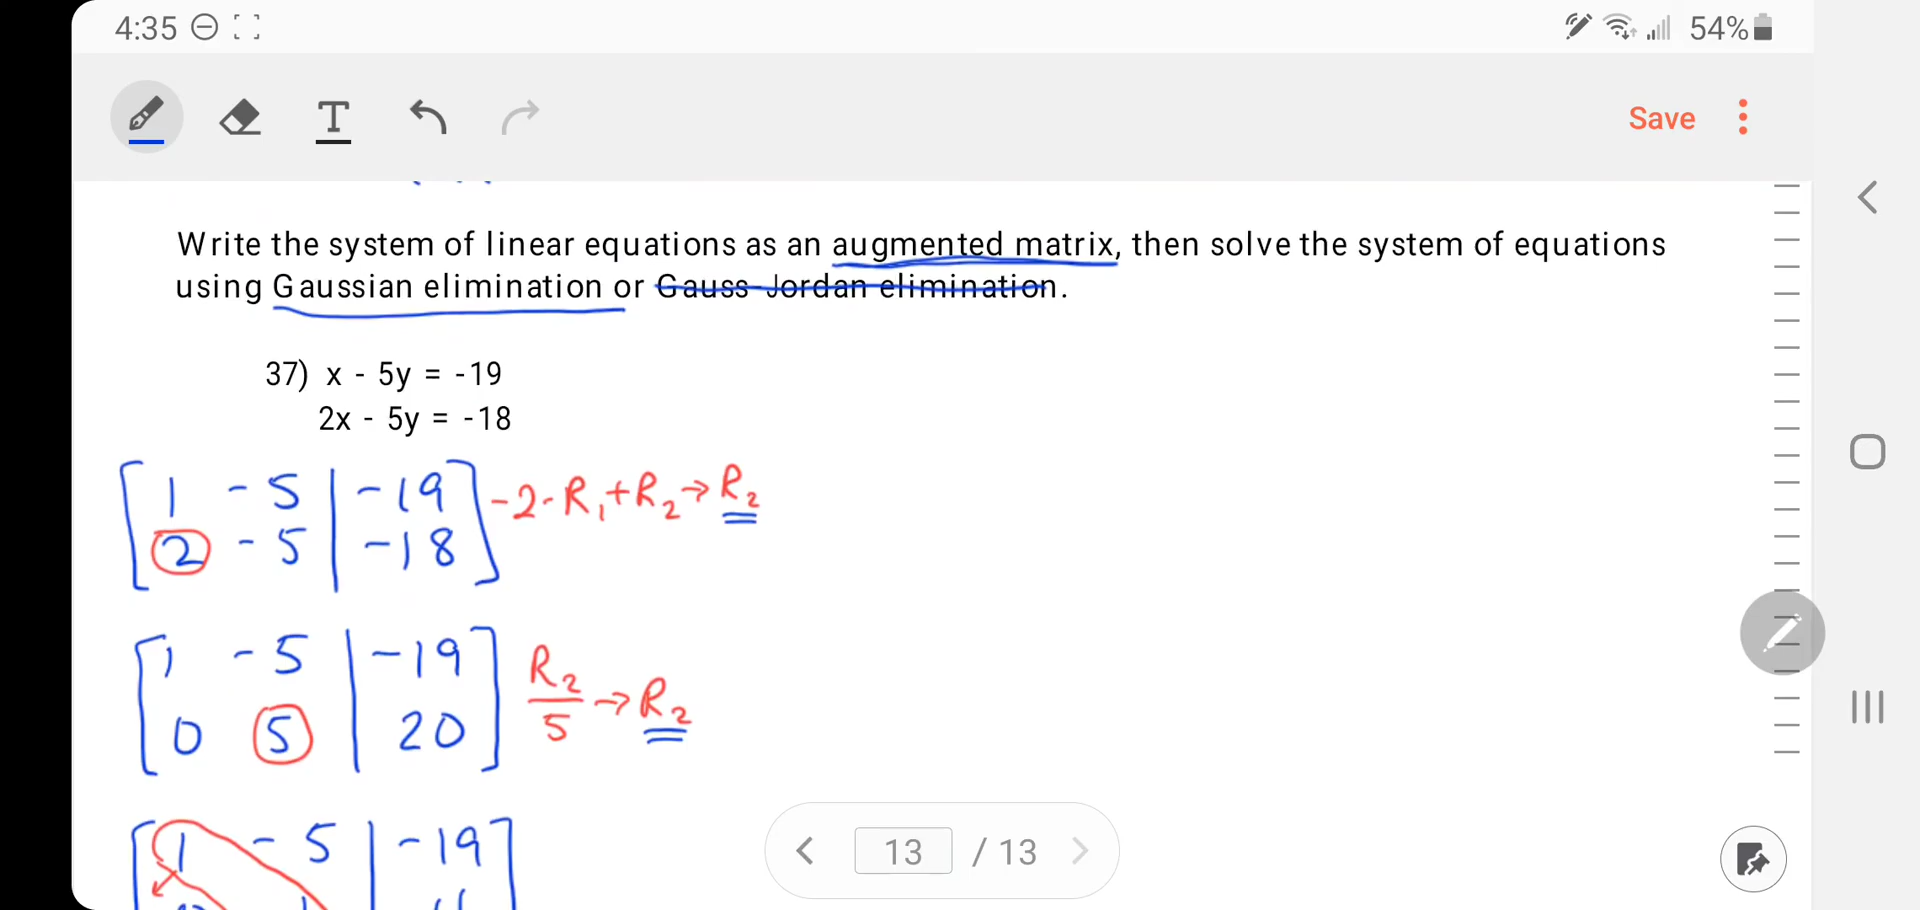 4:35 54%
T Save
Write the system of linear equations as an augmented matrix, then solve the system of equations
using Gaussian elimination or Gauss-Jordan elimination.
37) x - 5y = -19
2x - 5y = -18
1 -5 | -19 -2·R₁+R₂→R₂
2 -5 | -18
1 -5 | -19 R₂/5→R₂
0 5 | 20
1 -5 | -19
13 / 13